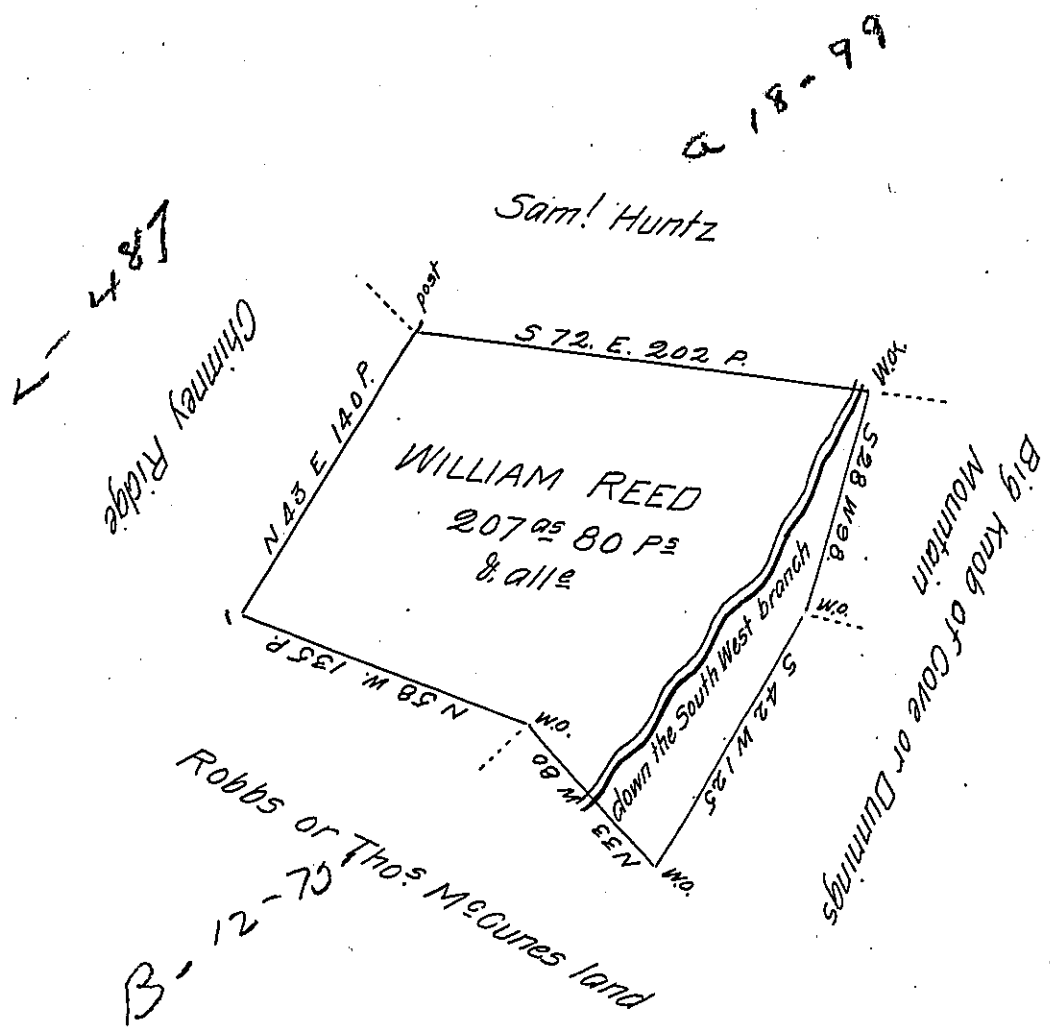 a 18-99
Sam! Huntz
L- 487
Chimney Ridge
post
S 72. E. 202 P.
W.ok.
N 43 E 140 P.
WILLIAM REED
207 as 80 Ps
& alle
S 28 W 98.
Big Knob of Cove or Dunnings
Mountain
W.o.
down the South West branch
S 42 W 125
N 58 W. 135 P.
W.o.
N 33 W 80
W.o.
Robbs or Thos McCunes land
B, 12-75